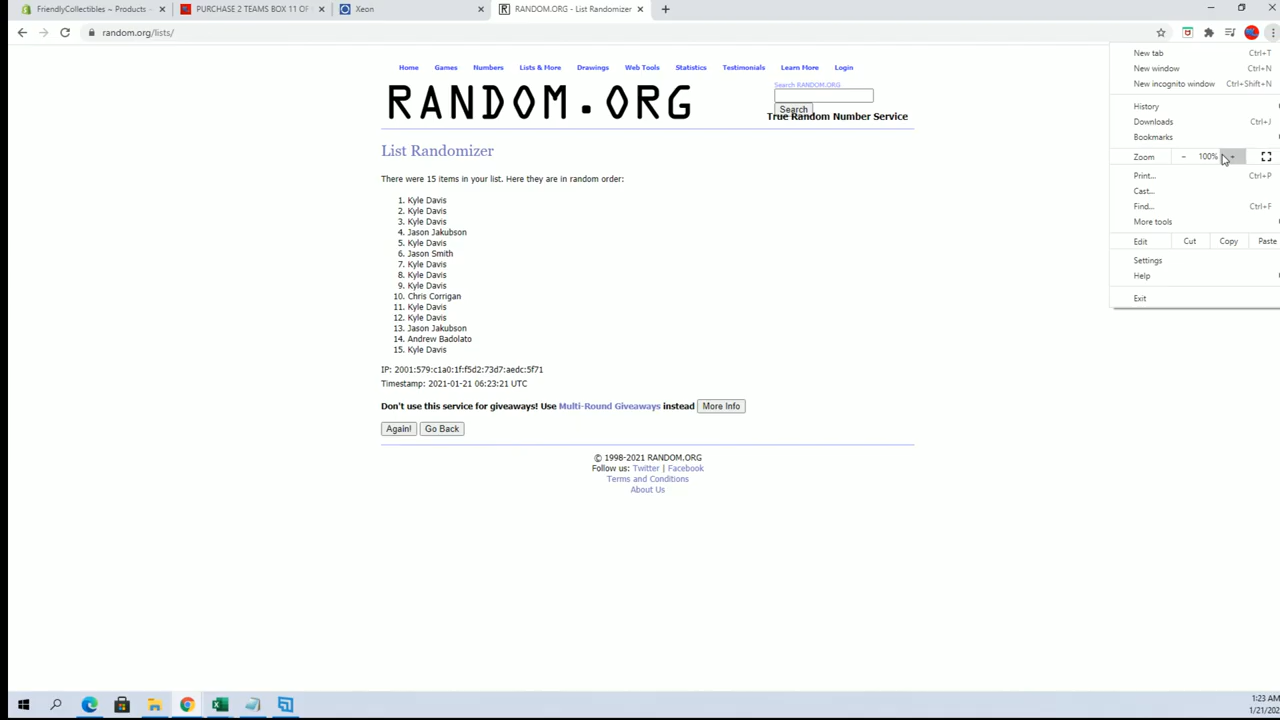 FriendlyCollectibles ~ Products
PURCHASE 2 TEAMS BOX 11 OF
Xeon
RANDOM.ORG - List Randomizer
random.org/lists/
Home Games Numbers Lists & More Drawings Web Tools Statistics Testimonials Learn More Login
RANDOM.ORG
Search RANDOM.ORG
Search
True Random Number Service
List Randomizer
There were 15 items in your list. Here they are in random order:
1. Kyle Davis
2. Kyle Davis
3. Kyle Davis
4. Jason Jakubson
5. Kyle Davis
6. Jason Smith
7. Kyle Davis
8. Kyle Davis
9. Kyle Davis
10. Chris Corrigan
11. Kyle Davis
12. Kyle Davis
13. Jason Jakubson
14. Andrew Badolato
15. Kyle Davis
IP: 2001:579:c1a0:1f:f5d2:73d7:aedc:5f71
Timestamp: 2021-01-21 06:23:21 UTC
Don't use this service for giveaways! Use Multi-Round Giveaways instead More Info
Again! Go Back
© 1998-2021 RANDOM.ORG
Follow us: Twitter | Facebook
Terms and Conditions
About Us
New tab Ctrl+T
New window Ctrl+N
New incognito window Ctrl+Shift+N
History
Downloads Ctrl+J
Bookmarks
Zoom − 100% +
Print... Ctrl+P
Cast...
Find... Ctrl+F
More tools
Edit Cut Copy Paste
Settings
Help
Exit
1:23 AM
1/21/202